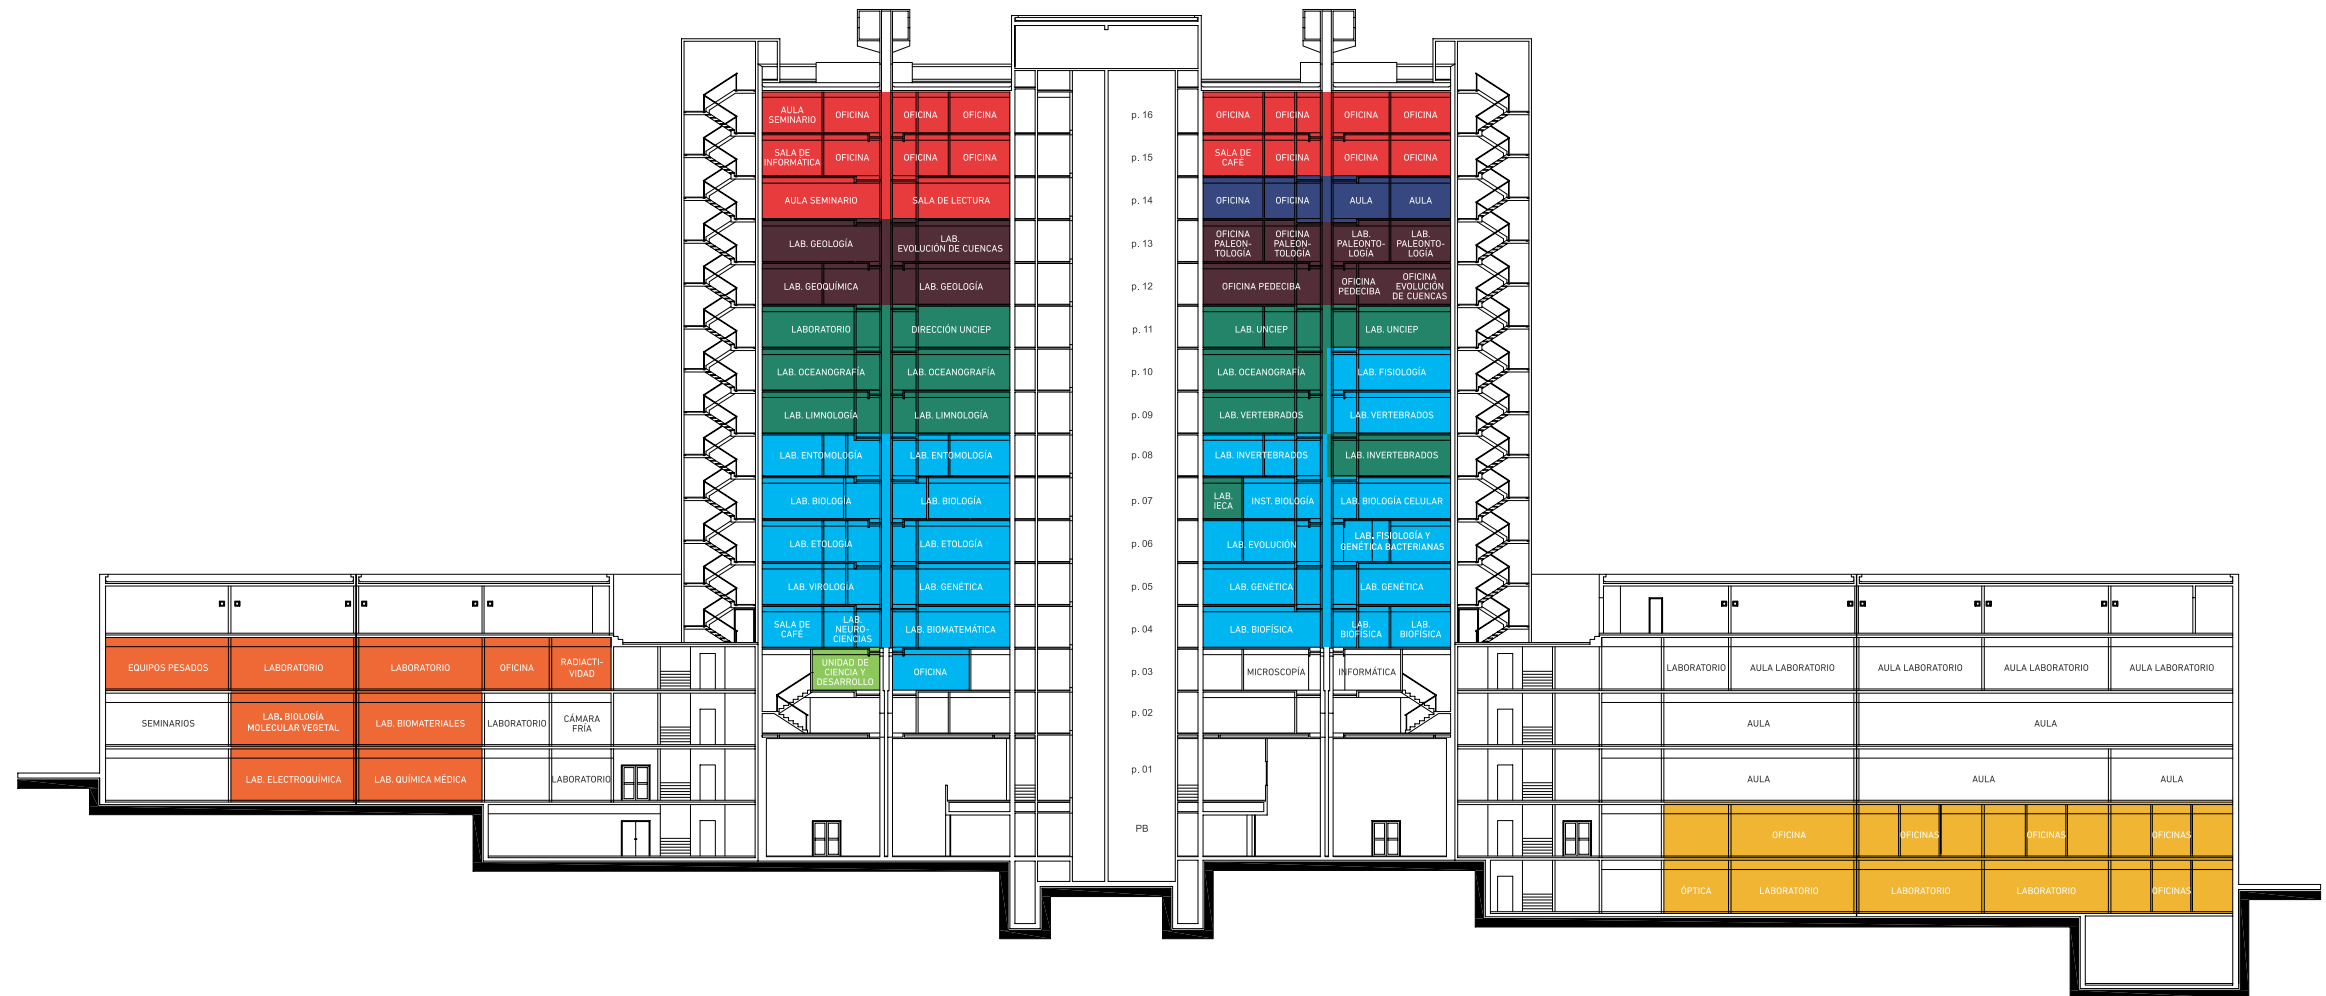 AULA
SEMINARIO
OFICINA
OFICINA
OFICINA
p. 16
OFICINA
OFICINA
OFICINA
OFICINA
SALA DE
INFORMÁTICA
OFICINA
OFICINA
OFICINA
p. 15
SALA DE
CAFÉ
OFICINA
OFICINA
OFICINA
AULA SEMINARIO
SALA DE LECTURA
p. 14
OFICINA
OFICINA
AULA
AULA
LAB. GEOLOGÍA
LAB.
EVOLUCIÓN DE CUENCAS
p. 13
OFICINA
PALEON-
TOLOGÍA
OFICINA
PALEON-
TOLOGÍA
LAB.
PALEONTO-
LOGÍA
LAB.
PALEONTO-
LOGÍA
LAB. GEOQUÍMICA
LAB. GEOLOGÍA
p. 12
OFICINA PEDECIBA
OFICINA
PEDECIBA
OFICINA
EVOLUCIÓN
DE CUENCAS
LABORATORIO
DIRECCIÓN UNCIEP
p. 11
LAB. UNCIEP
LAB. UNCIEP
LAB. OCEANOGRAFÍA
LAB. OCEANOGRAFÍA
p. 10
LAB. OCEANOGRAFÍA
LAB. FISIOLOGÍA
LAB. LIMNOLOGÍA
LAB. LIMNOLOGÍA
p. 09
LAB. VERTEBRADOS
LAB. VERTEBRADOS
LAB. ENTOMOLOGÍA
LAB. ENTOMOLOGÍA
p. 08
LAB. INVERTEBRADOS
LAB. INVERTEBRADOS
LAB. BIOLOGÍA
LAB. BIOLOGÍA
p. 07
LAB.
IECA
INST. BIOLOGÍA
LAB. BIOLOGÍA CELULAR
LAB. ETOLOGÍA
LAB. ETOLOGÍA
p. 06
LAB. EVOLUCIÓN
LAB. FISIOLOGÍA Y
GENÉTICA BACTERIANAS
LAB. VIROLOGÍA
LAB. GENÉTICA
p. 05
LAB. GENÉTICA
LAB. GENÉTICA
SALA DE
CAFÉ
LAB.
NEURO-
CIENCIAS
LAB. BIOMATEMÁTICA
p. 04
LAB. BIOFÍSICA
LAB.
BIOFÍSICA
LAB.
BIOFÍSICA
EQUIPOS PESADOS
LABORATORIO
LABORATORIO
OFICINA
RADIACTI-
VIDAD
UNIDAD DE
CIENCIA Y
DESARROLLO
OFICINA
p. 03
MICROSCOPÍA
INFORMÁTICA
LABORATORIO
AULA LABORATORIO
AULA LABORATORIO
AULA LABORATORIO
AULA LABORATORIO
SEMINARIOS
LAB. BIOLOGÍA
MOLECULAR VEGETAL
LAB. BIOMATERIALES
LABORATORIO
CÁMARA
FRÍA
p. 02
AULA
AULA
LAB. ELECTROQUÍMICA
LAB. QUÍMICA MÉDICA
LABORATORIO
p. 01
AULA
AULA
AULA
PB
OFICINA
OFICINAS
OFICINAS
OFICINAS
ÓPTICA
LABORATORIO
LABORATORIO
LABORATORIO
OFICINAS